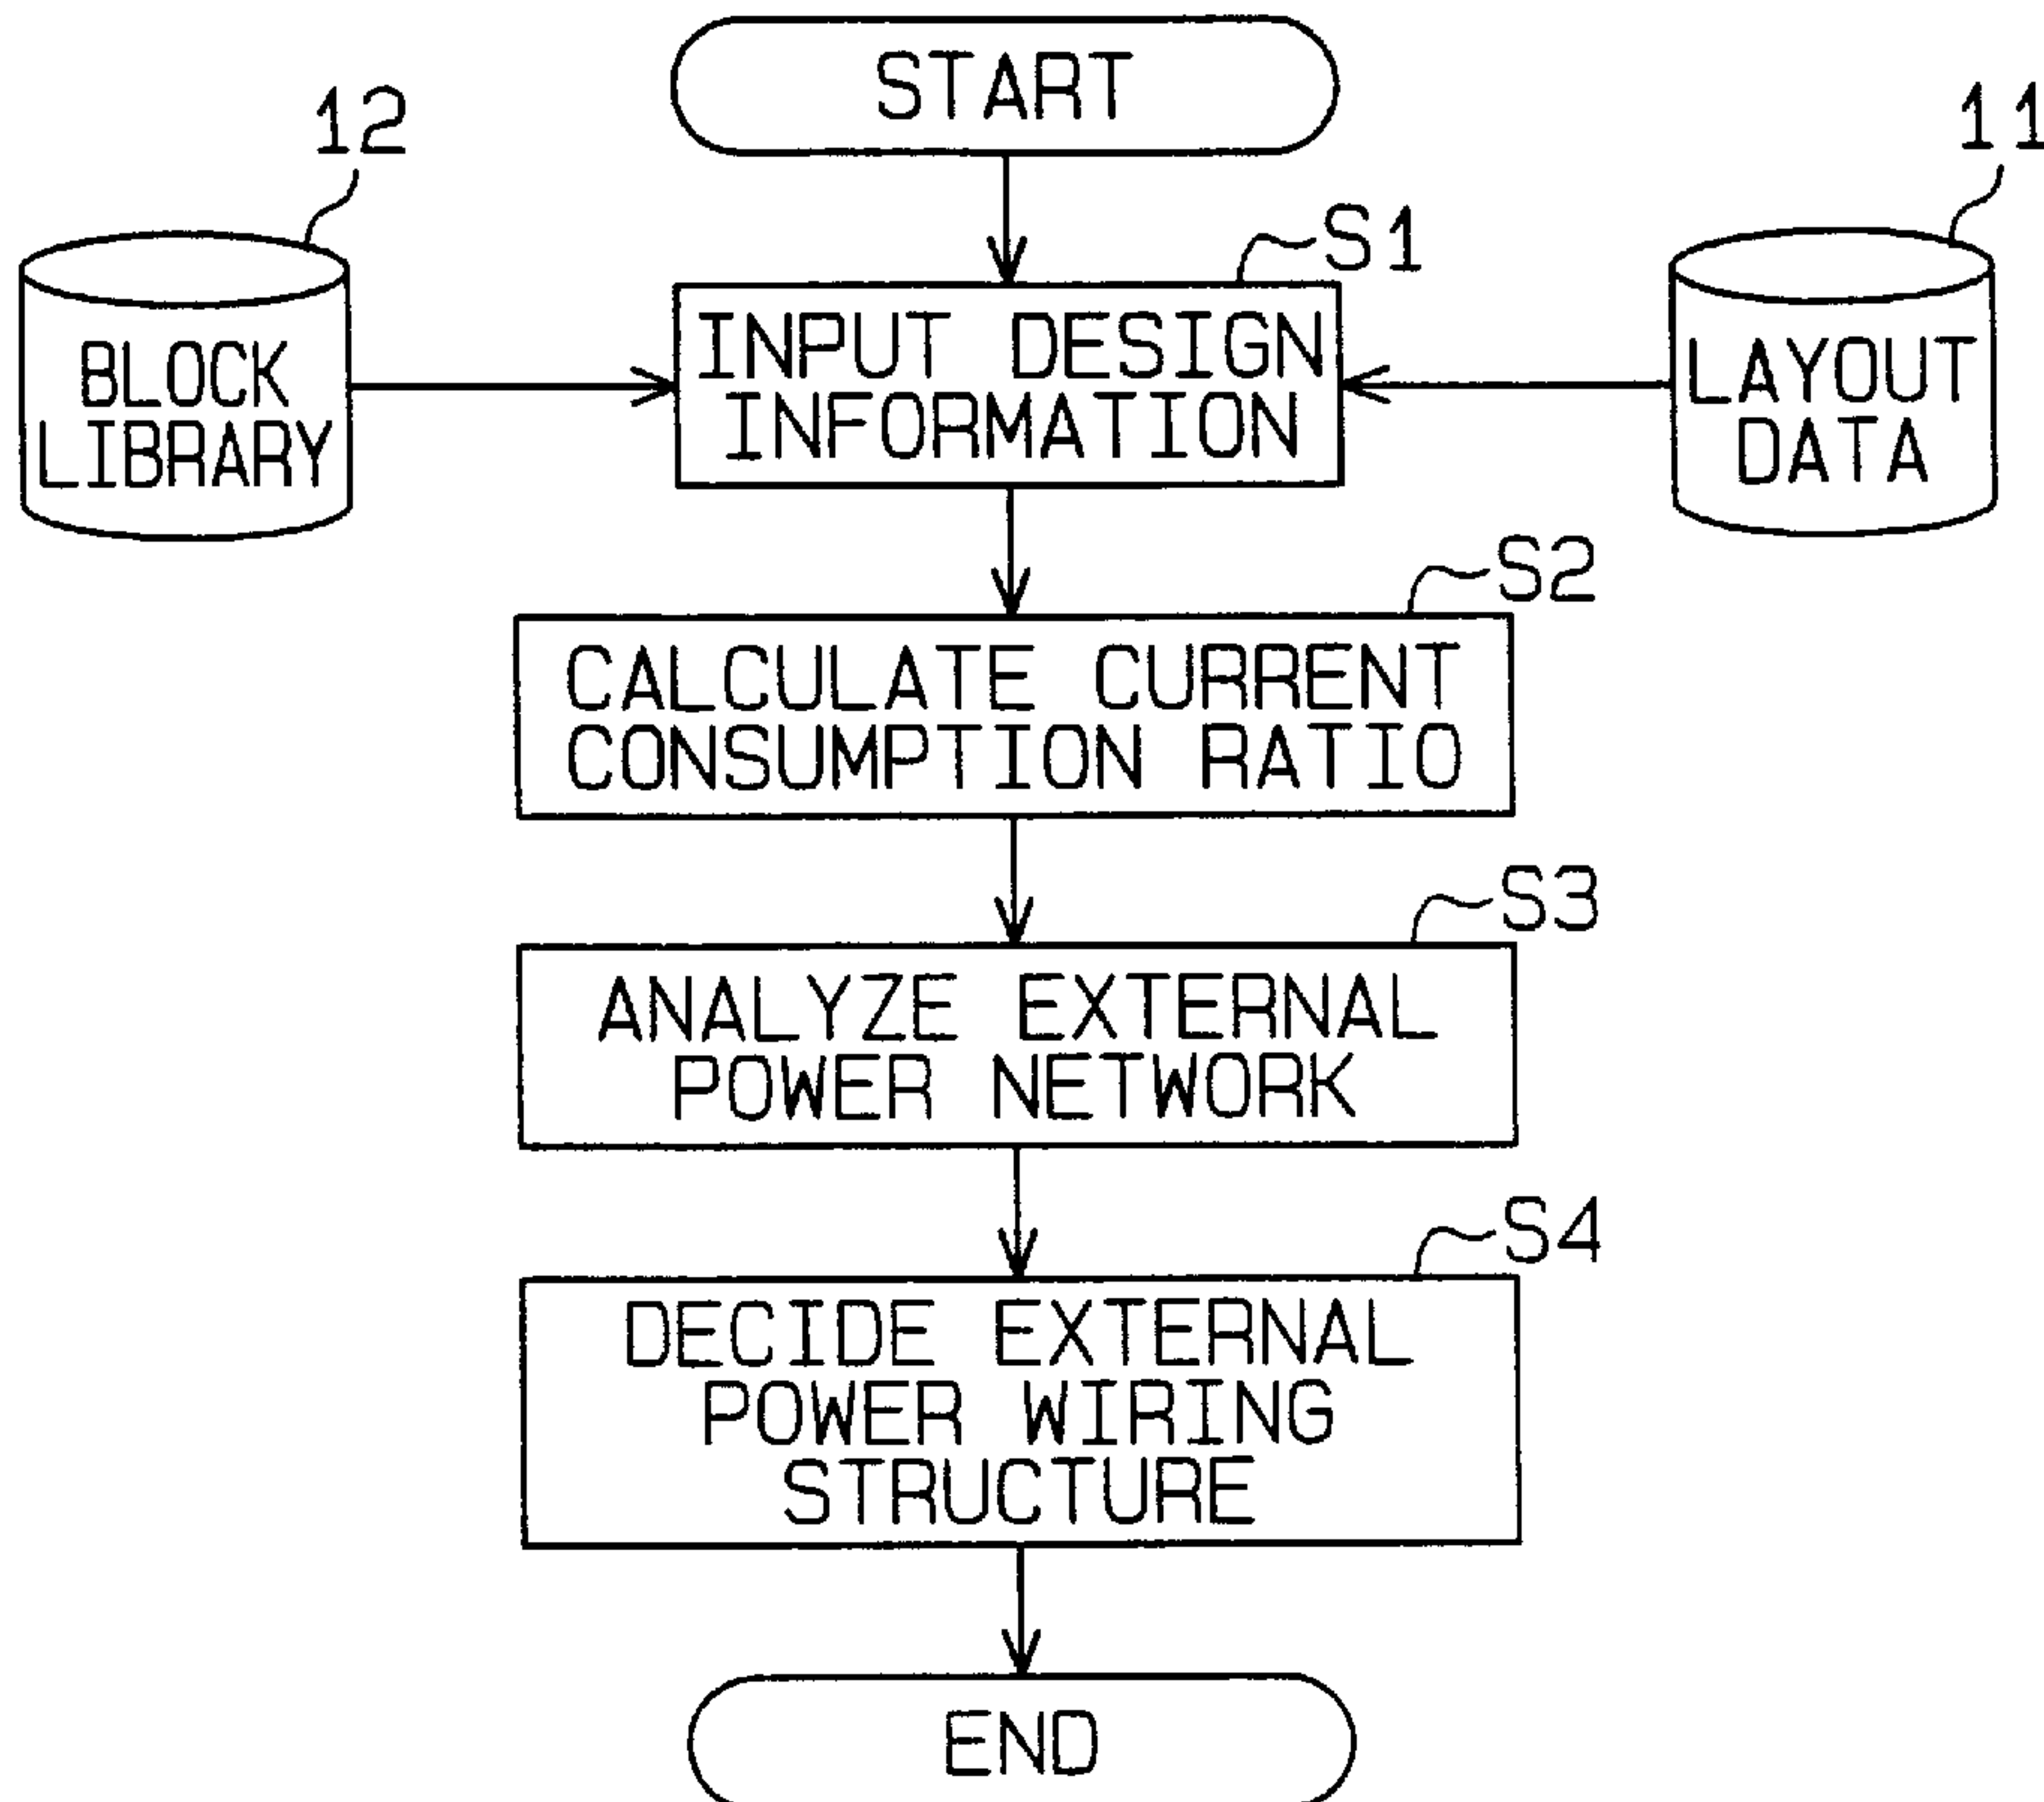 START
12
11
S1
INPUT DESIGN
INFORMATION
BLOCK
LIBRARY
LAYOUT
DATA
S2
CALCULATE CURRENT
CONSUMPTION RATIO
S3
ANALYZE EXTERNAL
POWER NETWORK
S4
DECIDE EXTERNAL
POWER WIRING
STRUCTURE
END